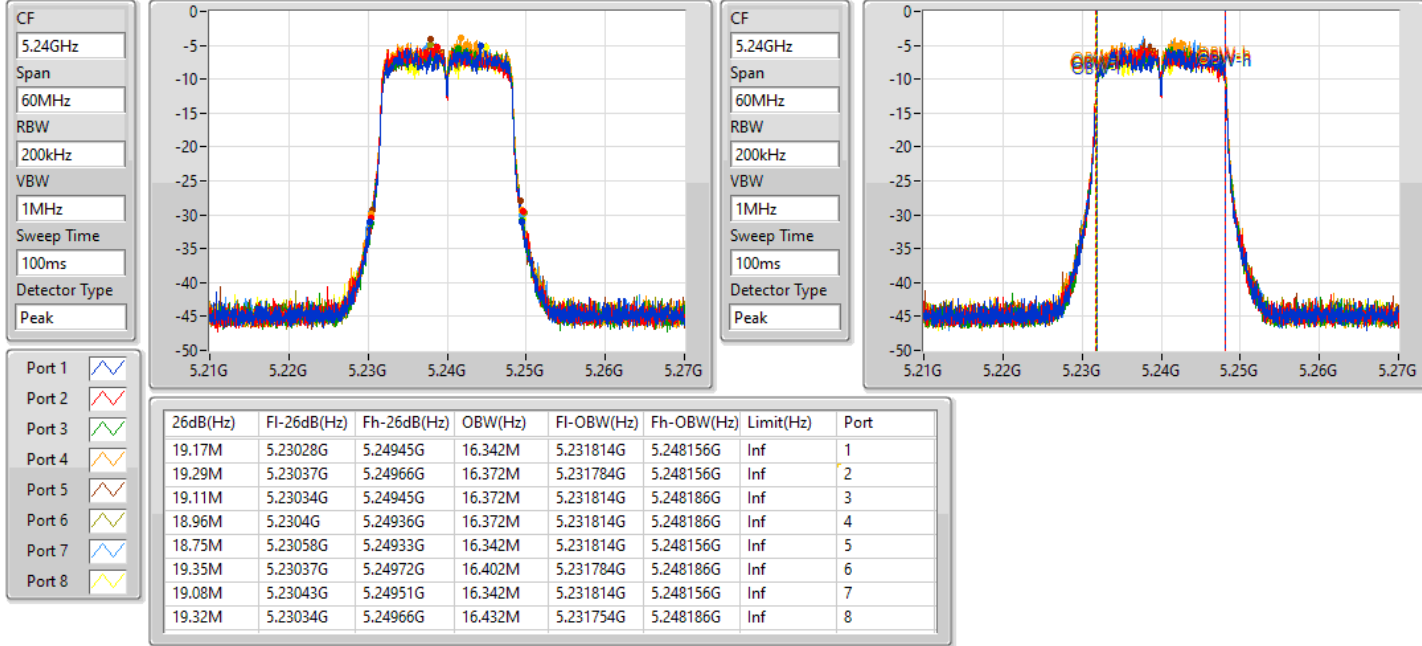 CF
5.24GHz
Span
60MHz
RBW
200kHz
VBW
1MHz
Sweep Time
100ms
Detector Type
Peak
0
-5
-10
-15
-20
-25
-30
-35
-40
-45
-50
5.21G 5.22G 5.23G 5.24G 5.25G 5.26G 5.27G
CF
5.24GHz
Span
60MHz
RBW
200kHz
VBW
1MHz
Sweep Time
100ms
Detector Type
Peak
0
-5
-10
-15
-20
-25
-30
-35
-40
-45
-50
OBW-h
5.21G 5.22G 5.23G 5.24G 5.25G 5.26G 5.27G
Port 1
Port 2
Port 3
Port 4
Port 5
Port 6
Port 7
Port 8
26dB(Hz) Fl-26dB(Hz) Fh-26dB(Hz) OBW(Hz) Fl-OBW(Hz) Fh-OBW(Hz) Limit(Hz) Port
19.17M 5.23028G 5.24945G 16.342M 5.231814G 5.248156G Inf 1
19.29M 5.23037G 5.24966G 16.372M 5.231784G 5.248156G Inf 2
19.11M 5.23034G 5.24945G 16.372M 5.231814G 5.248186G Inf 3
18.96M 5.2304G 5.24936G 16.372M 5.231814G 5.248186G Inf 4
18.75M 5.23058G 5.24933G 16.342M 5.231814G 5.248156G Inf 5
19.35M 5.23037G 5.24972G 16.402M 5.231784G 5.248186G Inf 6
19.08M 5.23043G 5.24951G 16.342M 5.231814G 5.248156G Inf 7
19.32M 5.23034G 5.24966G 16.432M 5.231754G 5.248186G Inf 8